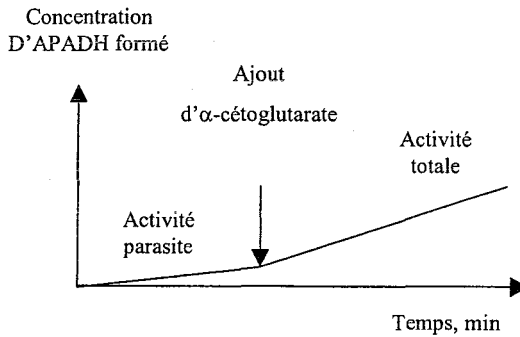 Concentration
D'APADH formé
Ajout
d'α-cétoglutarate
Activité
totale
Activité
parasite
Temps, min